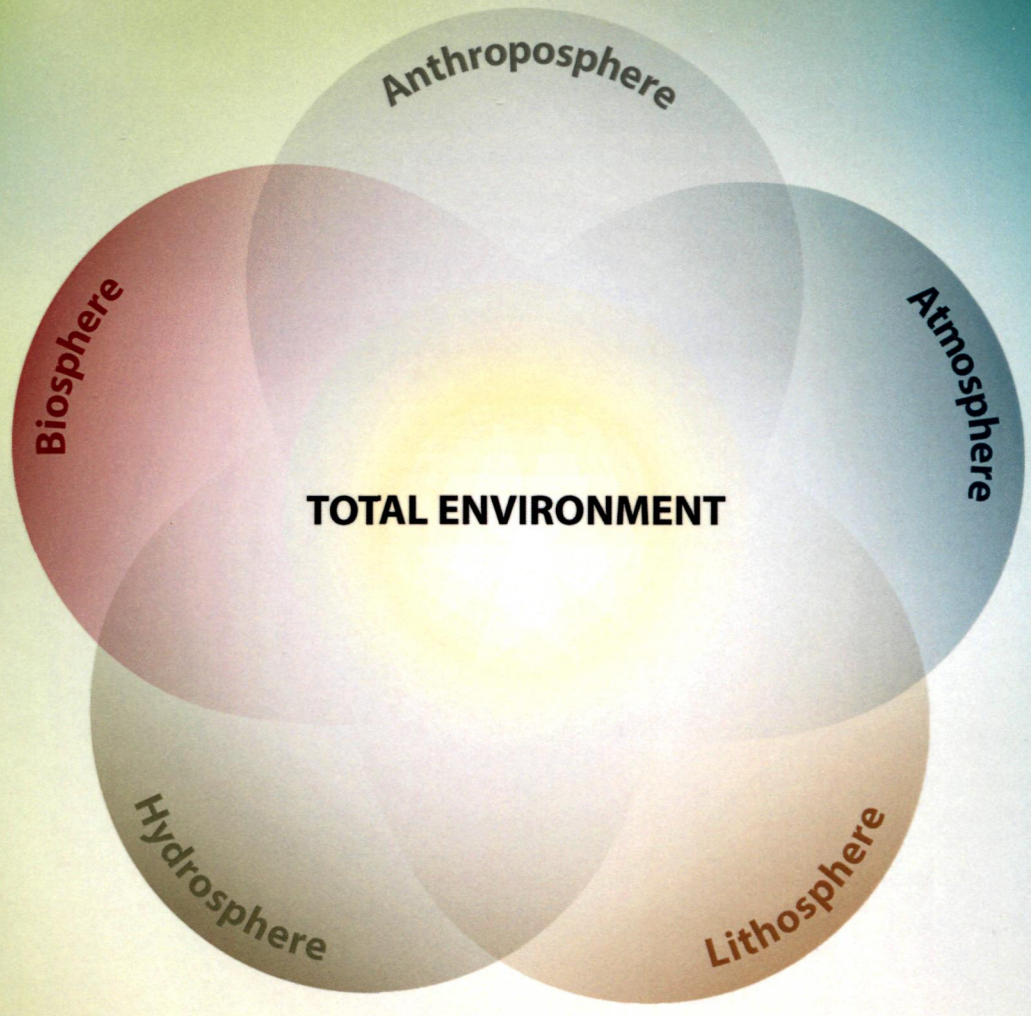 Anthroposphere
Biosphere
Atmosphere
TOTAL ENVIRONMENT
Hydrosphere
Lithosphere